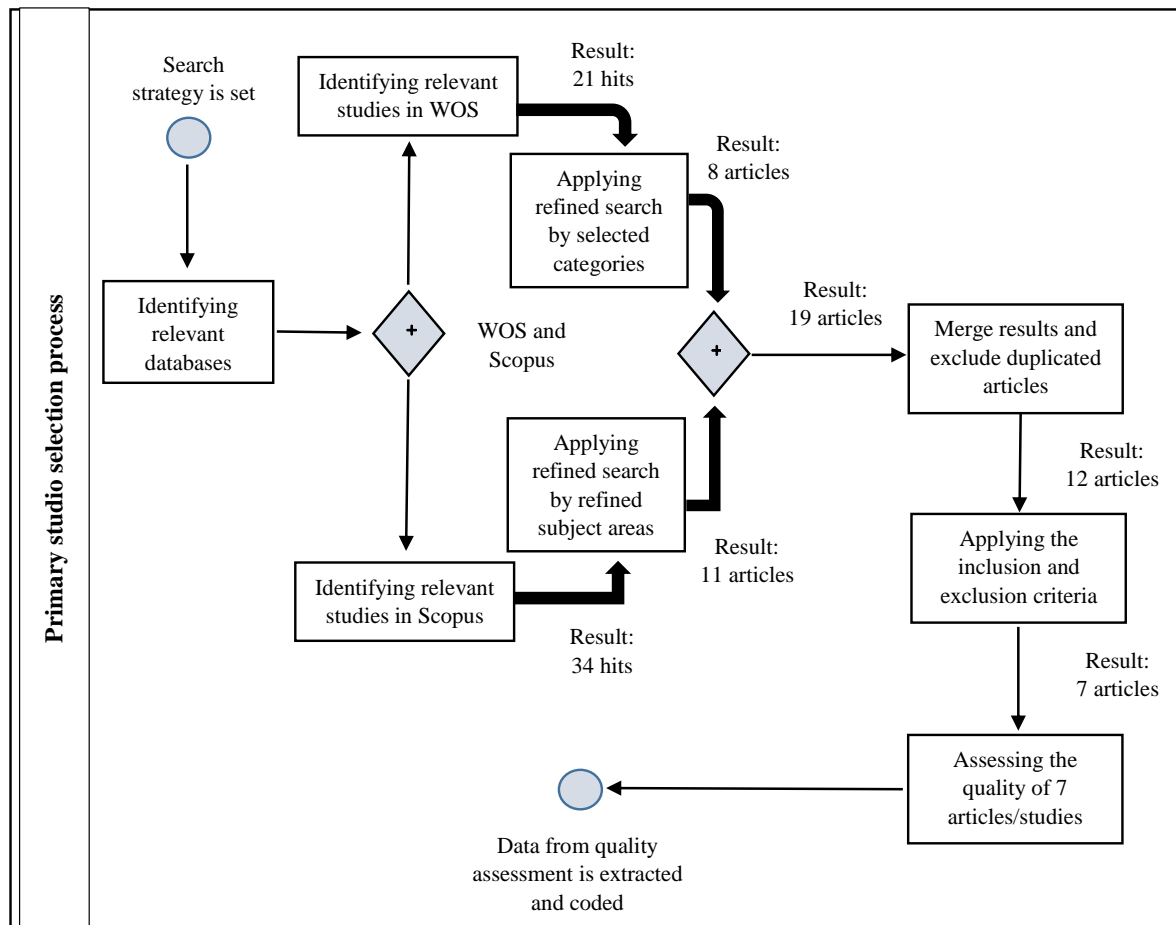 Primary studio selection process
Search
strategy is set
Identifying
relevant
databases
+
WOS and
Scopus
Identifying relevant
studies in WOS
Result:
21 hits
Applying
refined search
by selected
categories
Result:
8 articles
Identifying relevant
studies in Scopus
Result:
34 hits
Applying
refined search
by refined
subject areas
Result:
11 articles
+
Result:
19 articles
Merge results and
exclude duplicated
articles
Result:
12 articles
Applying the
inclusion and
exclusion criteria
Result:
7 articles
Assessing the
quality of 7
articles/studies
Data from quality
assessment is extracted
and coded